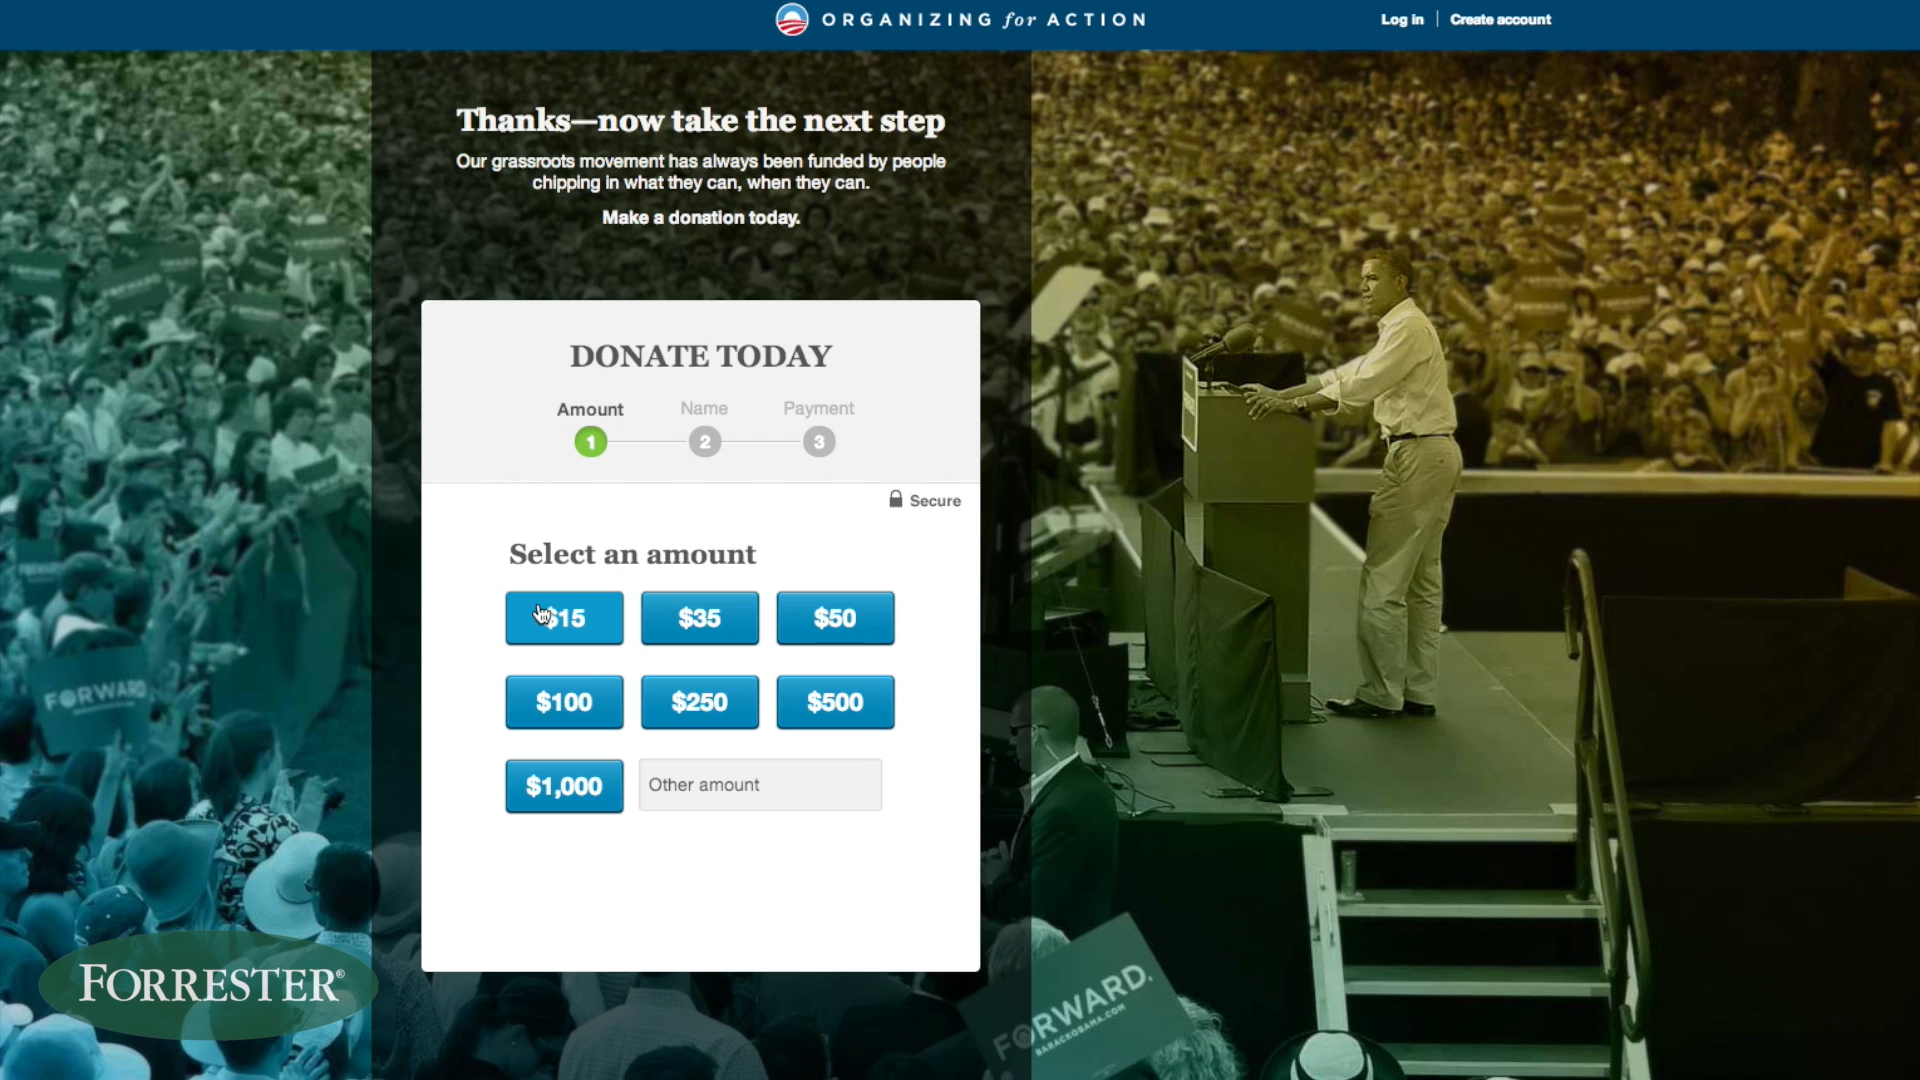 ORGANIZING for ACTION
Log in
Create account
Thanks—now take the next step
Our grassroots movement has always been funded by people
chipping in what they can, when they can.
Make a donation today.
DONATE TODAY
Amount
Name
Payment
1
2
3
Secure
Select an amount
$15
$35
$50
$100
$250
$500
$1,000
Other amount
FORWARD
FORRESTER®
FORWARD.
BARACKOBAMA.COM